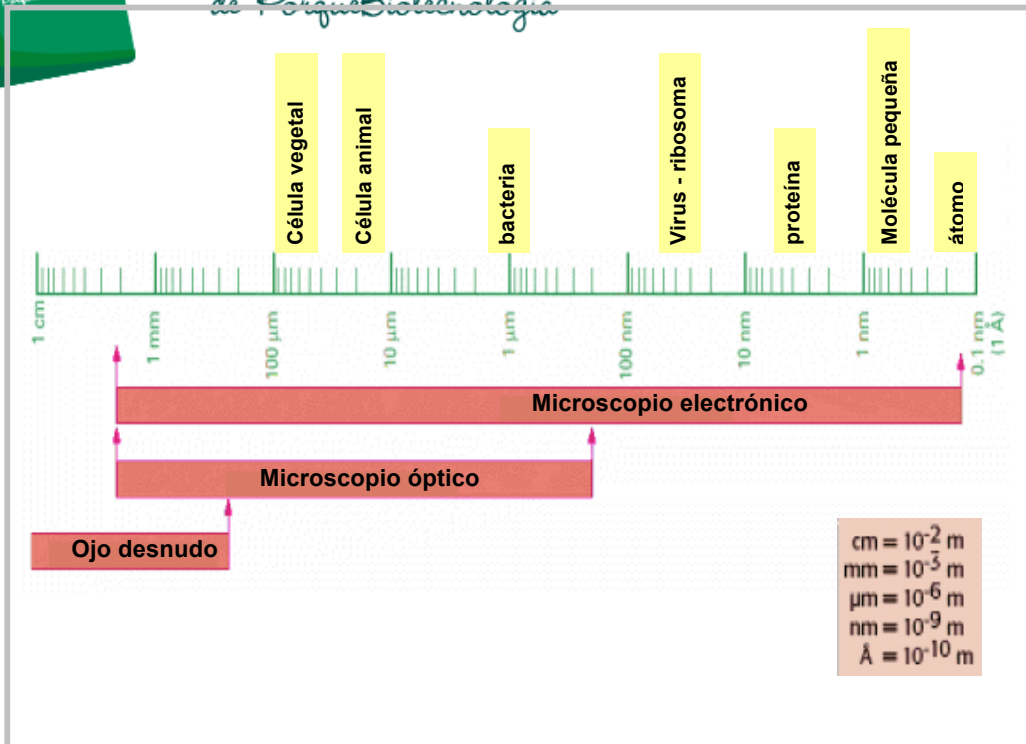 de PorqueBiotecnología
Célula vegetal
Célula animal
bacteria
Virus - ribosoma
proteína
Molécula pequeña
átomo
1 cm
1 mm
100 µm
10 µm
1 µm
100 nm
10 nm
1 nm
0.1 nm
(1 Å)
Microscopio electrónico
Microscopio óptico
Ojo desnudo
cm = 10-2 m
mm = 10-3 m
µm = 10-6 m
nm = 10-9 m
Å = 10-10 m